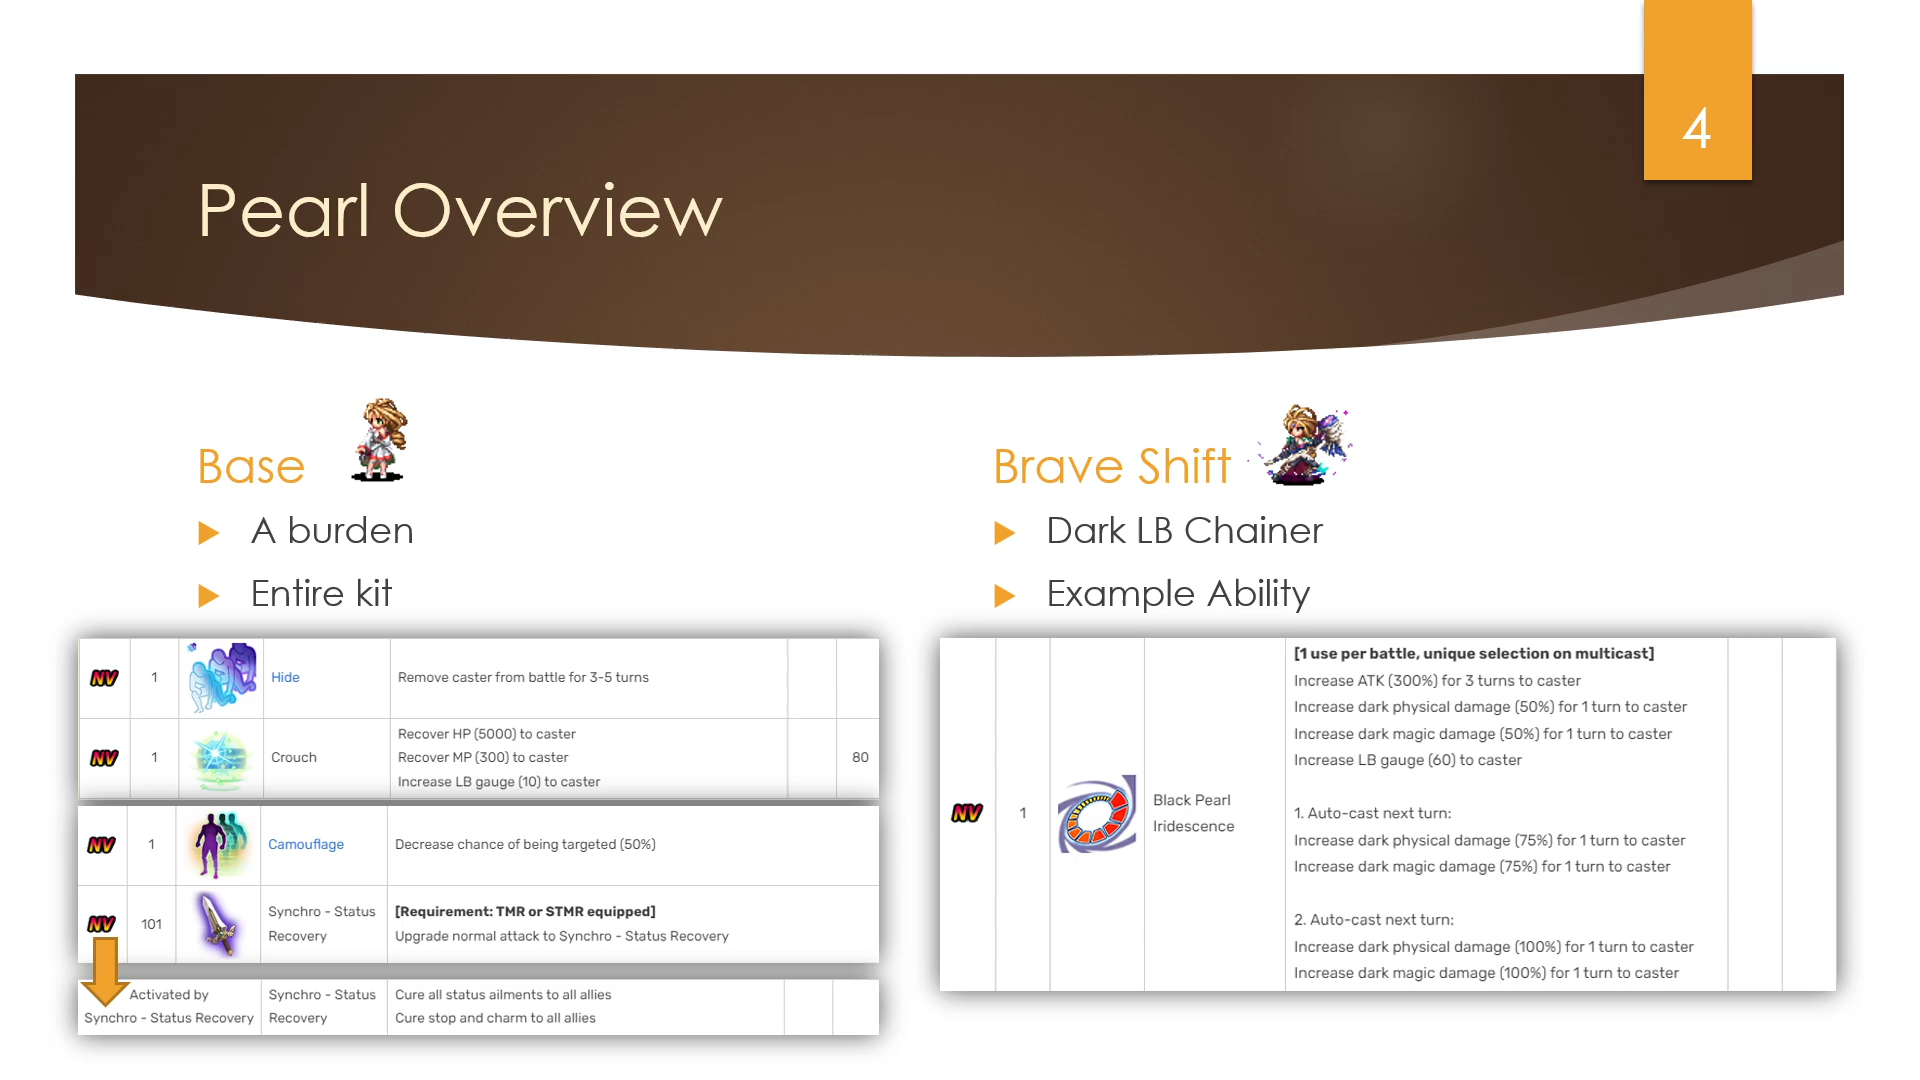 4
Pearl Overview
Base
A burden
Entire kit
NV 1 Hide Remove caster from battle for 3-5 turns
NV 1 Crouch
Recover HP (5000) to caster
Recover MP (300) to caster
Increase LB gauge (10) to caster
80
NV 1 Camouflage Decrease chance of being targeted (50%)
NV 101
Synchro - Status
Recovery
[Requirement: TMR or STMR equipped]
Upgrade normal attack to Synchro - Status Recovery
Activated by
Synchro - Status Recovery
Synchro - Status
Recovery
Cure all status ailments to all allies
Cure stop and charm to all allies
Brave Shift
Dark LB Chainer
Example Ability
NV 1
Black Pearl
Iridescence
[1 use per battle, unique selection on multicast]
Increase ATK (300%) for 3 turns to caster
Increase dark physical damage (50%) for 1 turn to caster
Increase dark magic damage (50%) for 1 turn to caster
Increase LB gauge (60) to caster
1. Auto-cast next turn:
Increase dark physical damage (75%) for 1 turn to caster
Increase dark magic damage (75%) for 1 turn to caster
2. Auto-cast next turn:
Increase dark physical damage (100%) for 1 turn to caster
Increase dark magic damage (100%) for 1 turn to caster